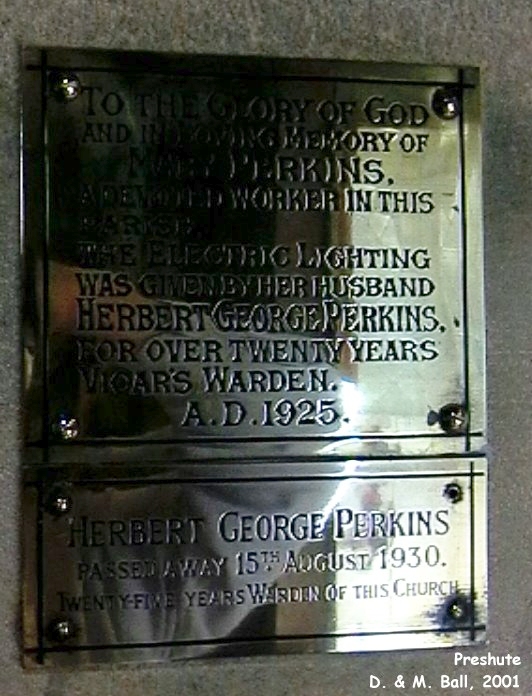 TO THE GLORY OF GOD
AND IN LOVING MEMORY OF
MARY PERKINS.
A DEVOTED WORKER IN THIS
PARISH.
THE ELECTRIC LIGHTING
WAS GIVEN BY HER HUSBAND
HERBERT GEORGE PERKINS.
FOR OVER TWENTY YEARS
VICAR'S WARDEN.
A.D. 1925.
HERBERT GEORGE PERKINS
PASSED AWAY 15TH AUGUST 1930.
TWENTY-FIVE YEARS WARDEN OF THIS CHURCH
Preshute
D. & M. Ball, 2001